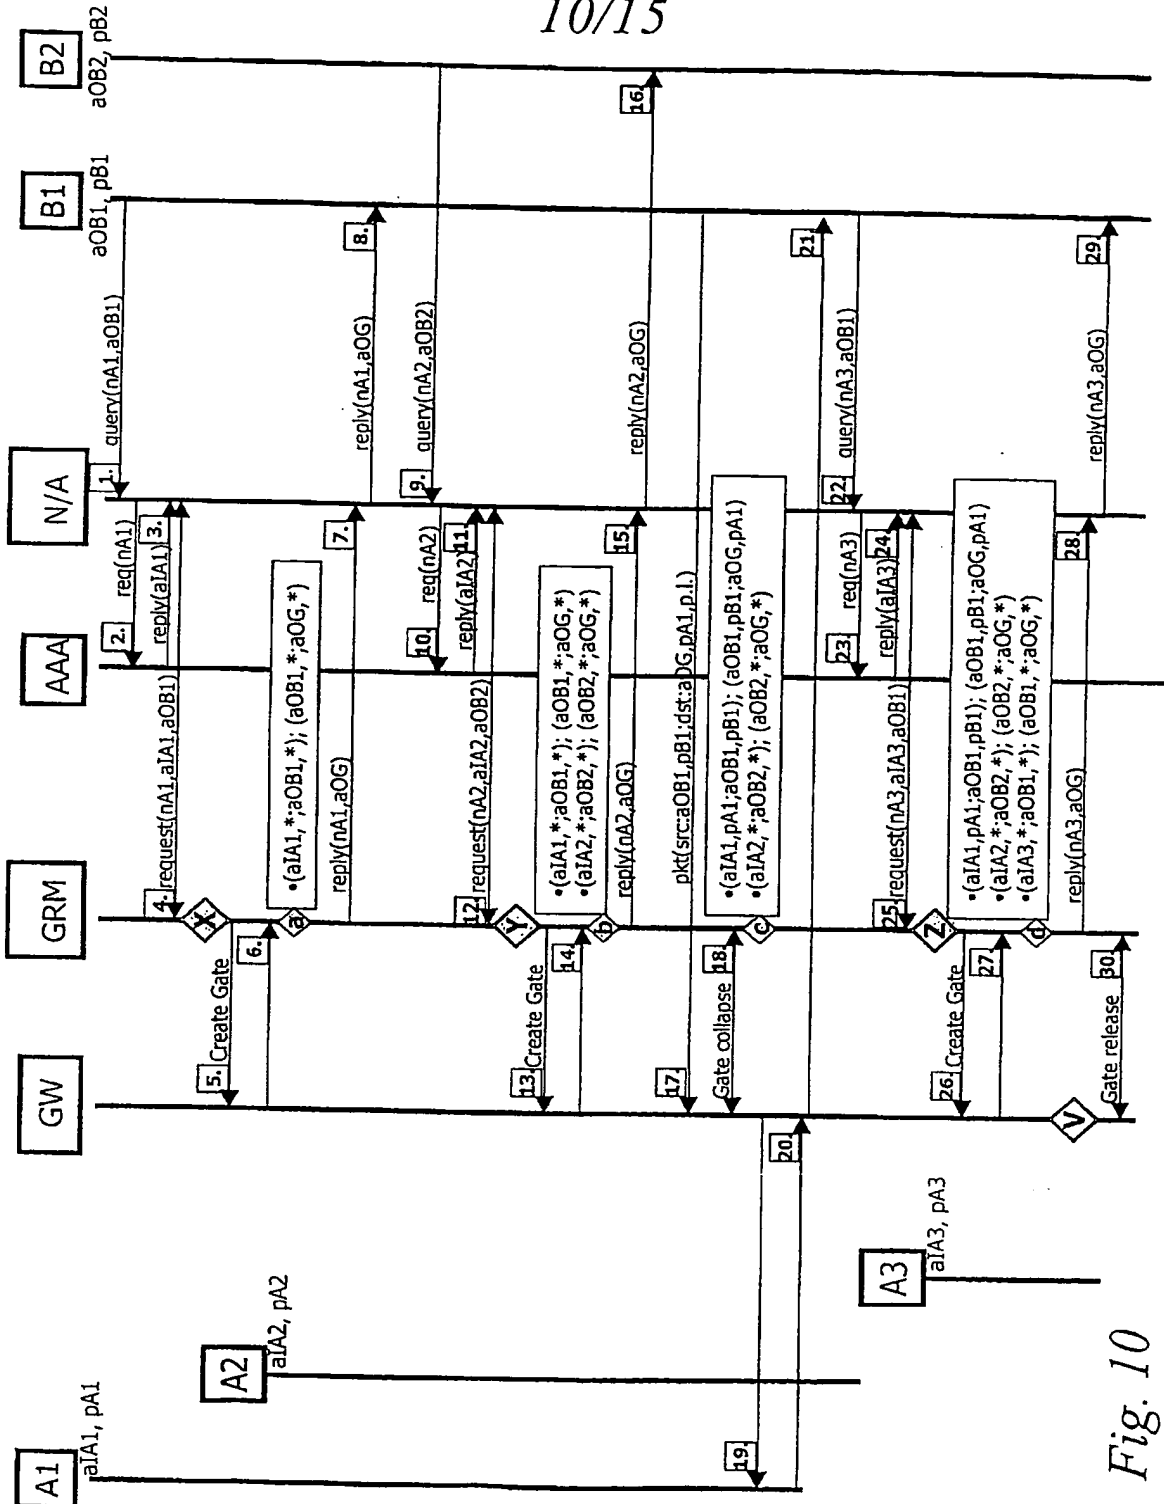 10/15
A1
aIA1, pA1
A2
aIA2, pA2
A3
aIA3, pA3
GW
GRM
AAA
N/A
B1
aOB1, pB1
B2
aOB2, pB2
1.
query(nA1,aOB1)
2.
req(nA1)
3.
reply(aIA1)
4.
request(nA1,aIA1,aOB1)
X
5.
Create Gate
6.
a
•(aIA1,*;aOB1,*); (aOB1,*;aOG,*)
7.
reply(nA1,aOG)
8.
reply(nA1,aOG)
9.
query(nA2,aOB2)
10.
req(nA2)
11.
reply(aIA2)
12.
request(nA2,aIA2,aOB2)
Y
13.
Create Gate
14.
b
•(aIA1,*;aOB1,*); (aOB1,*;aOG,*)
•(aIA2,*;aOB2,*); (aOB2,*;aOG,*)
15.
reply(nA2,aOG)
16.
reply(nA2,aOG)
17.
pkt(src:aOB1,pB1;dst:aOG,pA1,p.l.)
18.
Gate collapse
c
•(aIA1,pA1;aOB1,pB1); (aOB1,pB1;aOG,pA1)
•(aIA2,*;aOB2,*); (aOB2,*;aOG,*)
19.
20.
21.
22.
query(nA3,aOB1)
23.
req(nA3)
24.
reply(aIA3)
25.
request(nA3,aIA3,aOB1)
Z
26.
Create Gate
27.
d
•(aIA1,pA1;aOB1,pB1); (aOB1,pB1;aOG,pA1)
•(aIA2,*;aOB2,*); (aOB2,*;aOG,*)
•(aIA3,*;aOB1,*); (aOB1,*;aOG,*)
28.
reply(nA3,aOG)
29.
reply(nA3,aOG)
V
30.
Gate release
Fig. 10